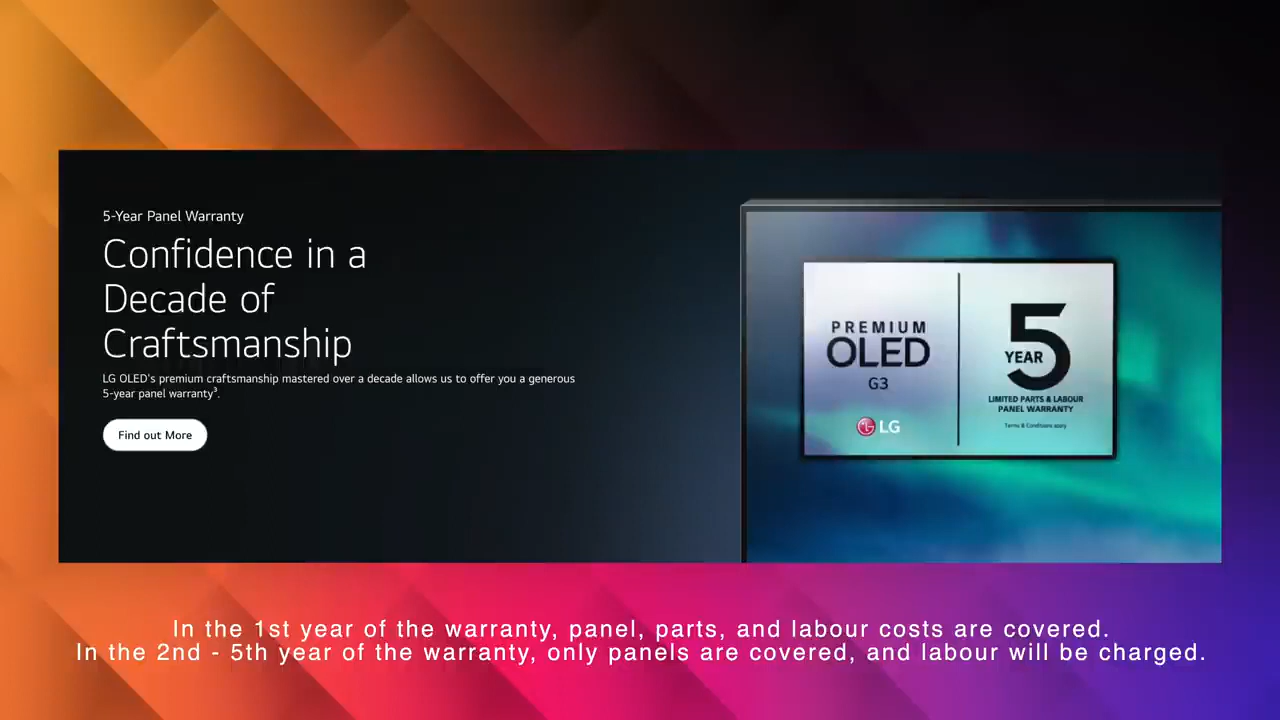 5-Year Panel Warranty
Confidence in a
Decade of
Craftsmanship
LG OLED's premium craftsmanship mastered over a decade allows us to offer you a generous
5-year panel warranty³.
Find out More
PREMIUM
OLED
G3
LG
5
YEAR
LIMITED PARTS & LABOUR
PANEL WARRANTY
Terms & Conditions apply
In the 1st year of the warranty, panel, parts, and labour costs are covered.
In the 2nd - 5th year of the warranty, only panels are covered, and labour will be charged.